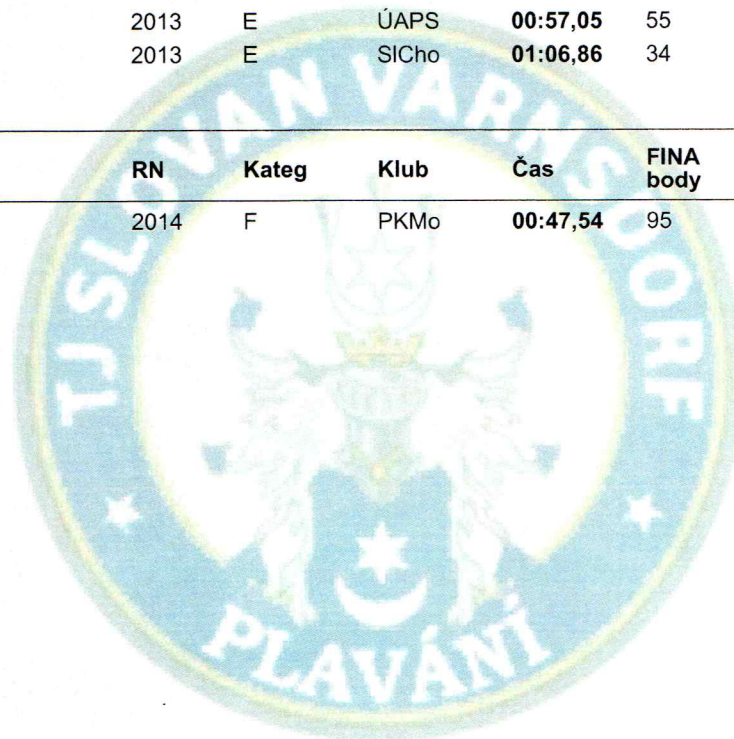 2013 E ÚAPS 00:57,05 55
2013 E SlCho 01:06,86 34
RN Kateg Klub Čas FINA body
2014 F PKMo 00:47,54 95
TJ SLOVAN VARNSDORF
PLAVÁNÍ